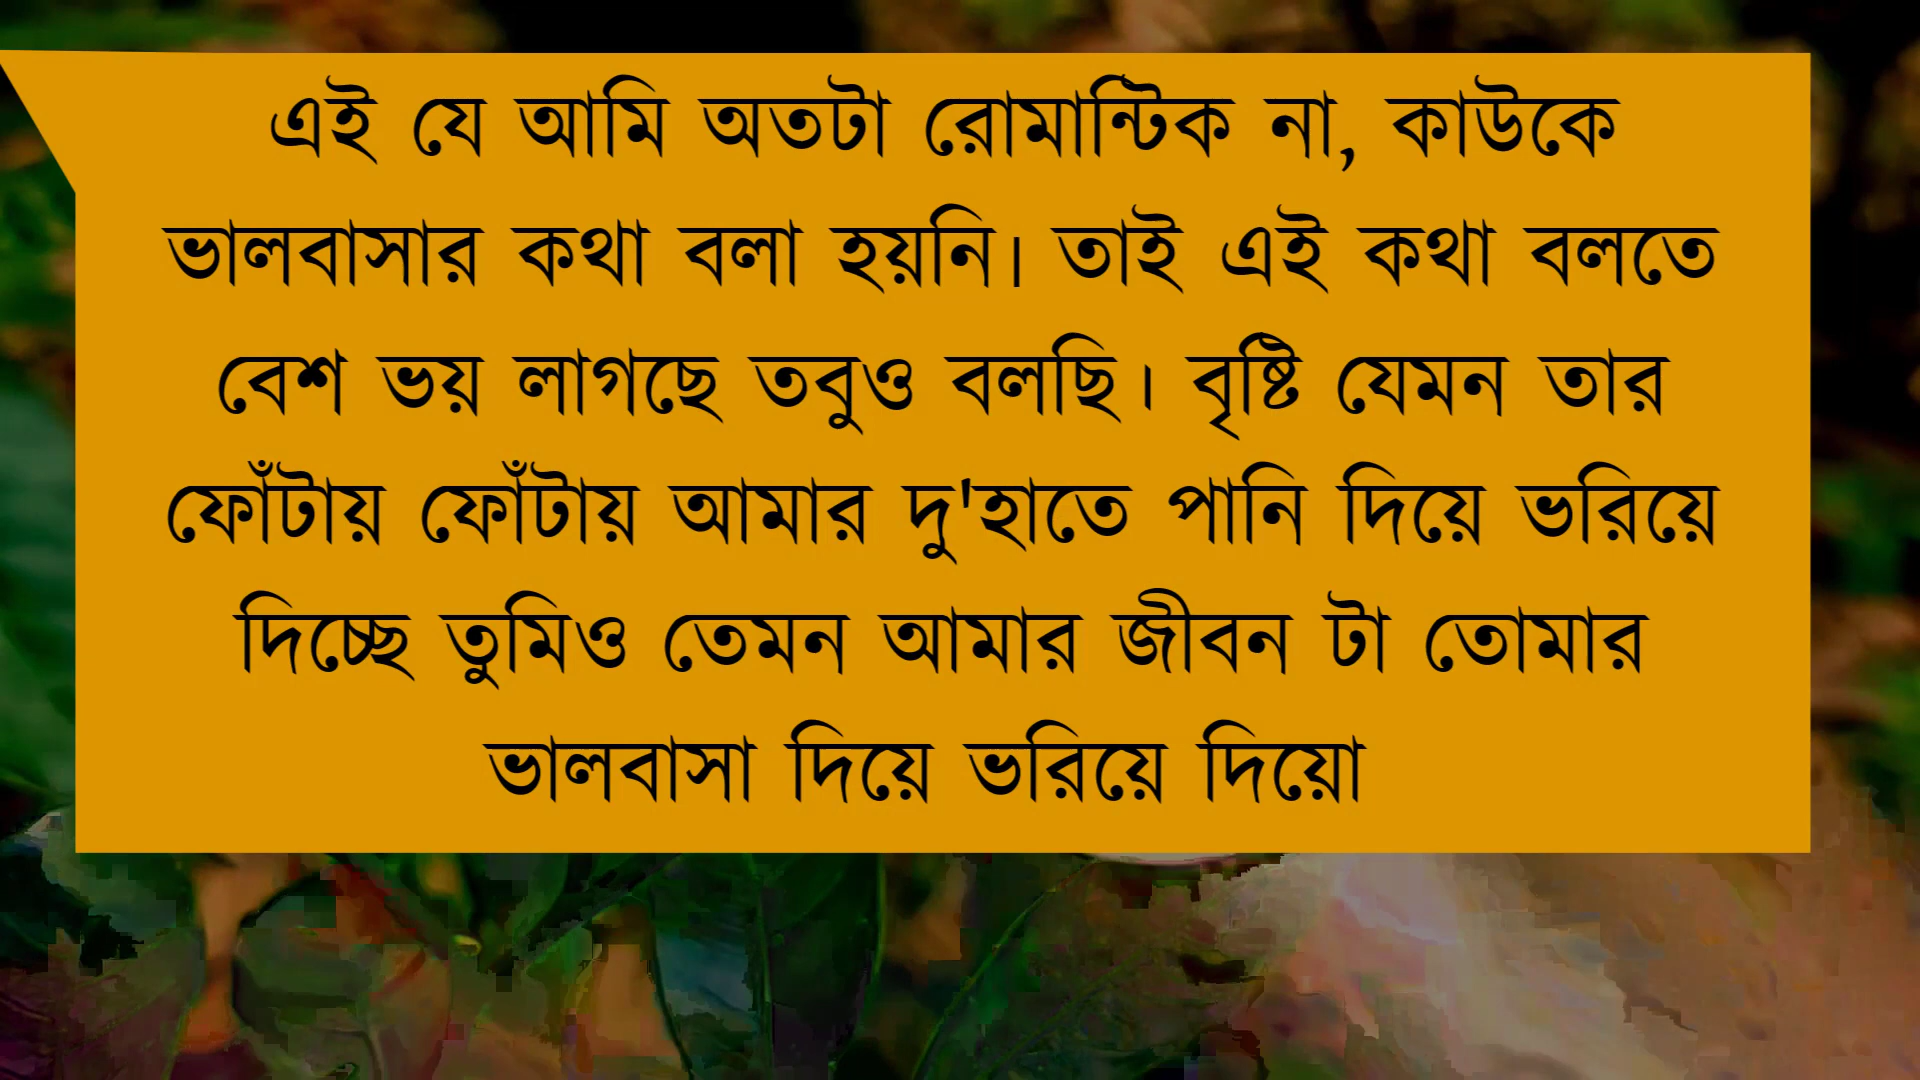 এই যে আমি অতটা রোমান্টিক না, কাউকে
ভালবাসার কথা বলা হয়নি। তাই এই কথা বলতে
বেশ ভয় লাগছে তবুও বলছি। বৃষ্টি যেমন তার
ফোঁটায় ফোঁটায় আমার দু'হাতে পানি দিয়ে ভরিয়ে
দিচ্ছে তুমিও তেমন আমার জীবন টা তোমার
ভালবাসা দিয়ে ভরিয়ে দিয়ো